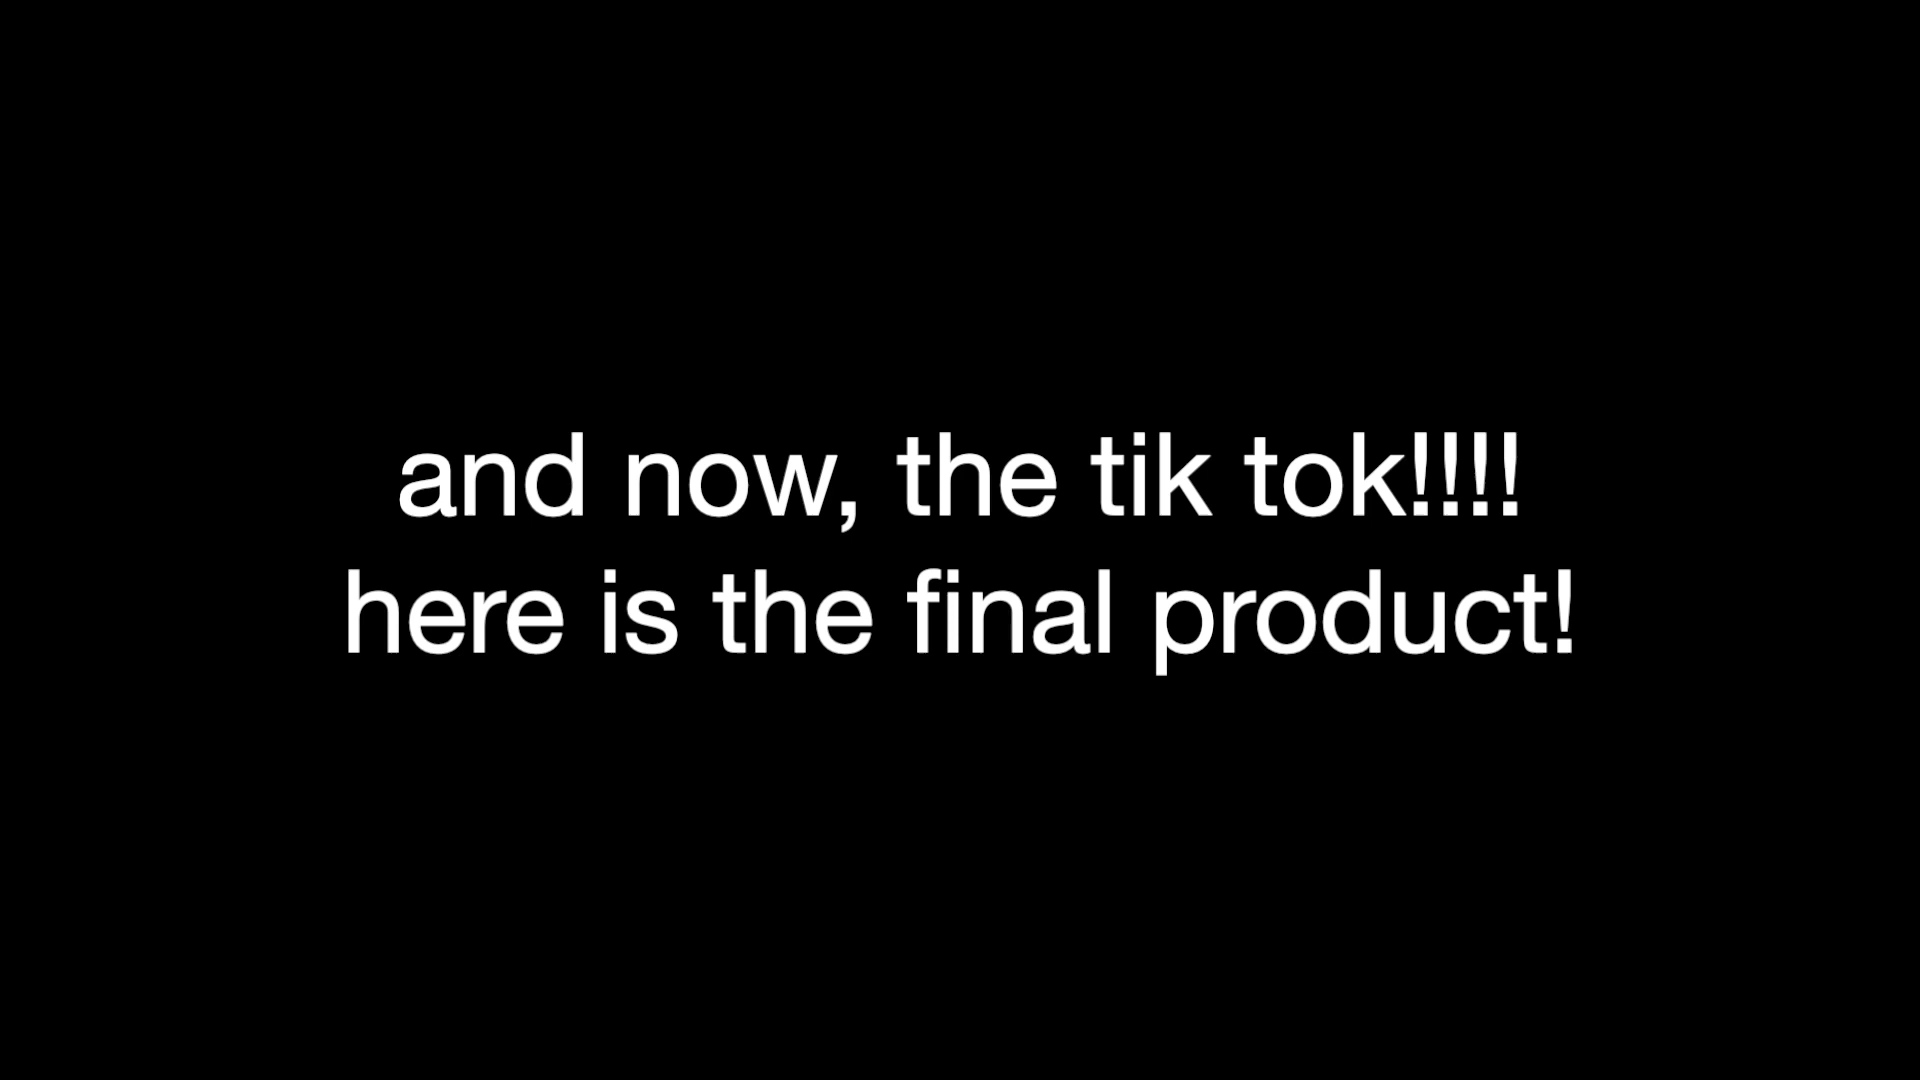 and now, the tik tok!!!!
here is the final product!